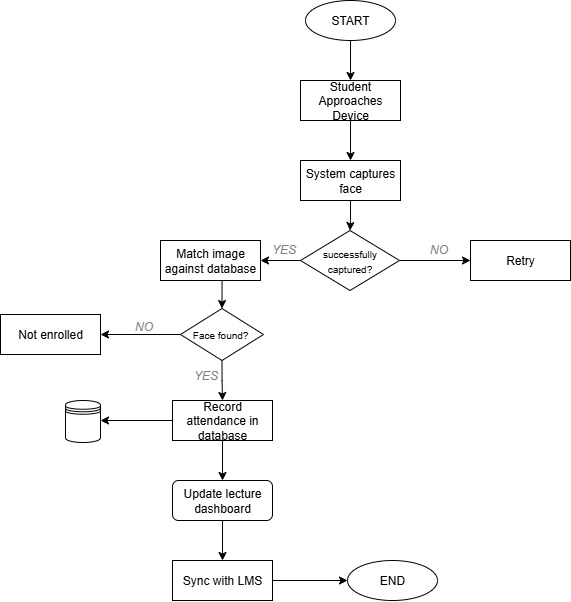 START
Student
Approaches
Device
System captures
face
successfully
captured?
YES
NO
Match image
against database
Retry
Face found?
NO
Not enrolled
YES
Record
attendance in
database
Update lecture
dashboard
Sync with LMS
END